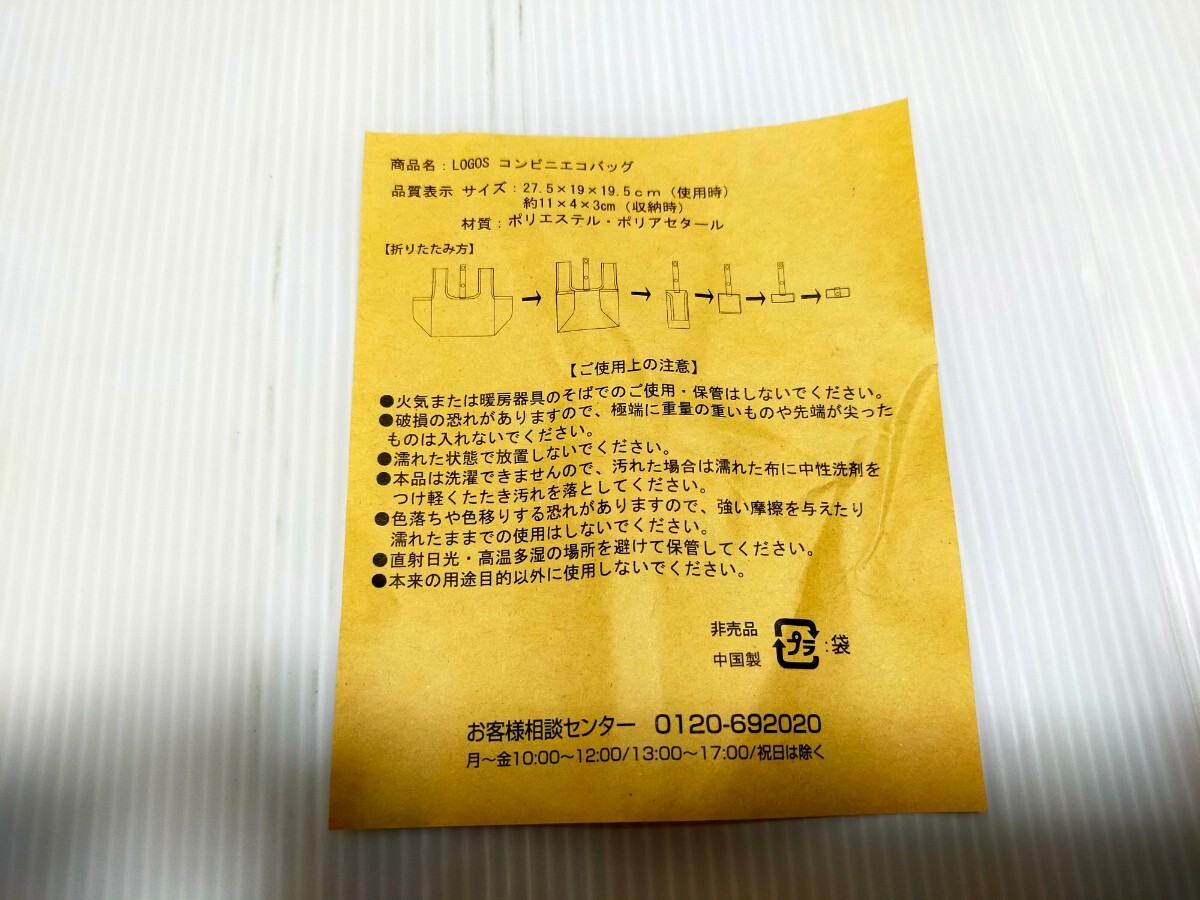 商品名：LOGOS コンビニエコバッグ
品質表示 サイズ：27.5×19×19.5cm（使用時）
約11×4×3cm（収納時）
材質：ポリエステル・ポリアセタール
【折りたたみ方】
【ご使用上の注意】
●火気または暖房器具のそばでのご使用・保管はしないでください。
●破損の恐れがありますので、極端に重量の重いものや先端が尖った
ものは入れないでください。
●濡れた状態で放置しないでください。
●本品は洗濯できませんので、汚れた場合は濡れた布に中性洗剤を
つけ軽くたたき汚れを落としてください。
●色落ちや色移りする恐れがありますので、強い摩擦を与えたり
濡れたままでの使用はしないでください。
●直射日光・高温多湿の場所を避けて保管してください。
●本来の用途目的以外に使用しないでください。
非売品
中国製
プラ：袋
お客様相談センター 0120-692020
月～金10:00～12:00/13:00～17:00/祝日は除く